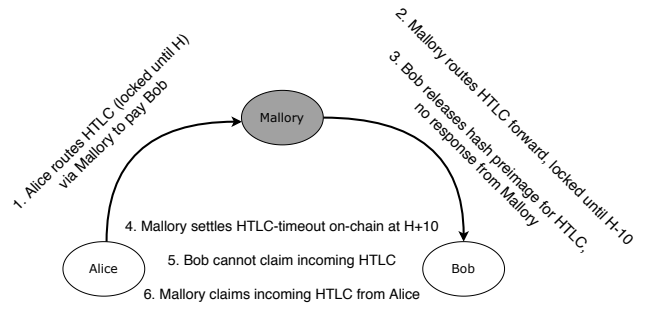 1. Alice routes HTLC (locked until H)
via Mallory to pay Bob
2. Mallory routes HTLC forward, locked until H-10
3. Bob releases hash preimage for HTLC,
no response from Mallory
Mallory
4. Mallory settles HTLC-timeout on-chain at H+10
Alice
5. Bob cannot claim incoming HTLC
Bob
6. Mallory claims incoming HTLC from Alice